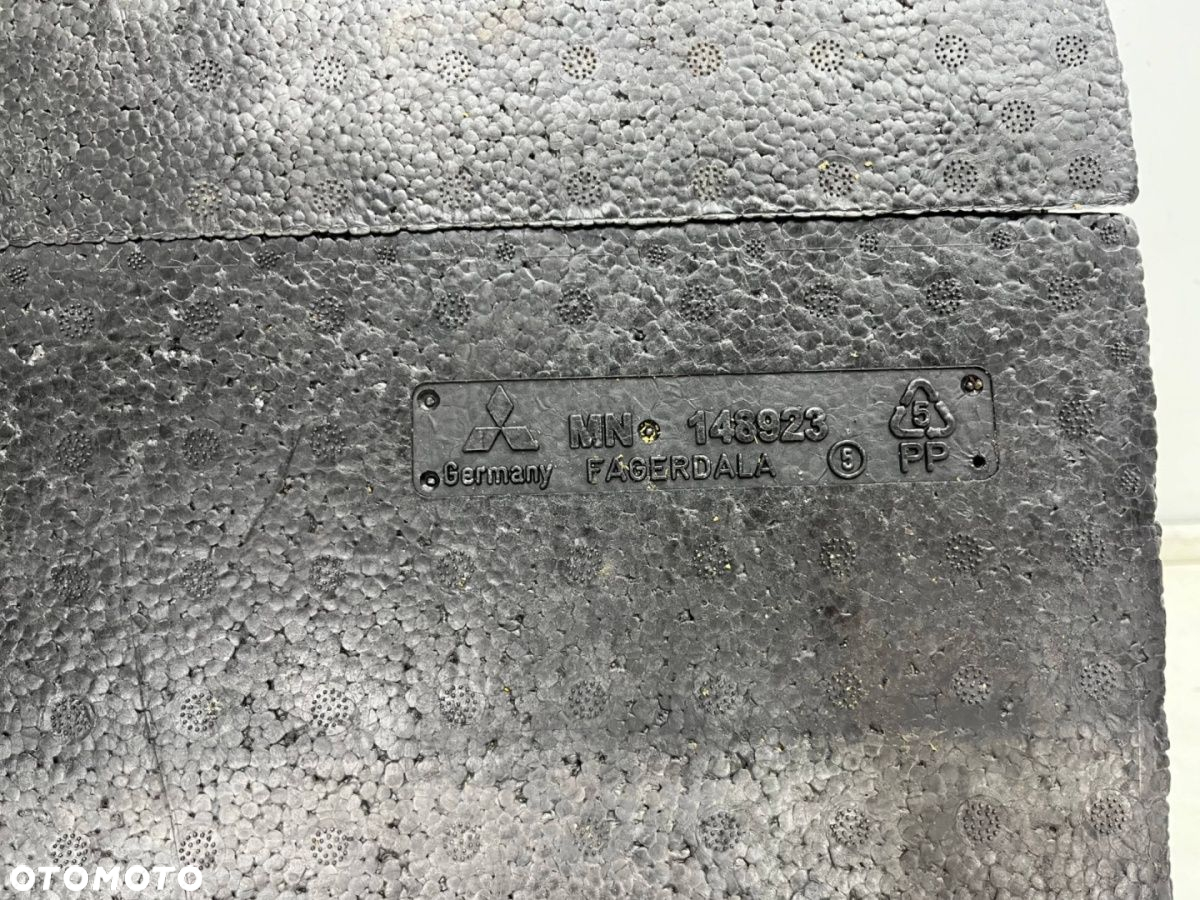 MN 148923
5
Germany FAGERDALA 5 PP
OTOMOTO